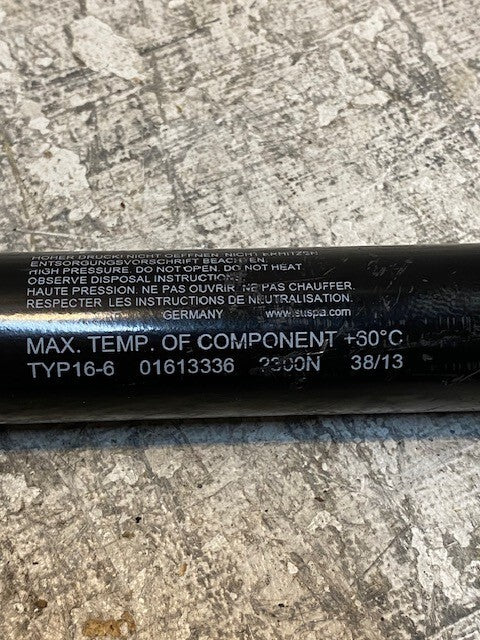 HOHER DRUCK! NICHT ÖFFNEN. NICHT ERHITZEN
ENTSORGUNGSVORSCHRIFT BEACHTEN.
HIGH PRESSURE. DO NOT OPEN. DO NOT HEAT
OBSERVE DISPOSAL INSTRUCTIONS.
HAUTE PRESSION. NE PAS OUVRIR. NE PAS CHAUFFER.
RESPECTER LES INSTRUCTIONS DE NEUTRALISATION.
GERMANY www.suspa.com
MAX. TEMP. OF COMPONENT +60°C
TYP16-6 01613336 2300N 38/13